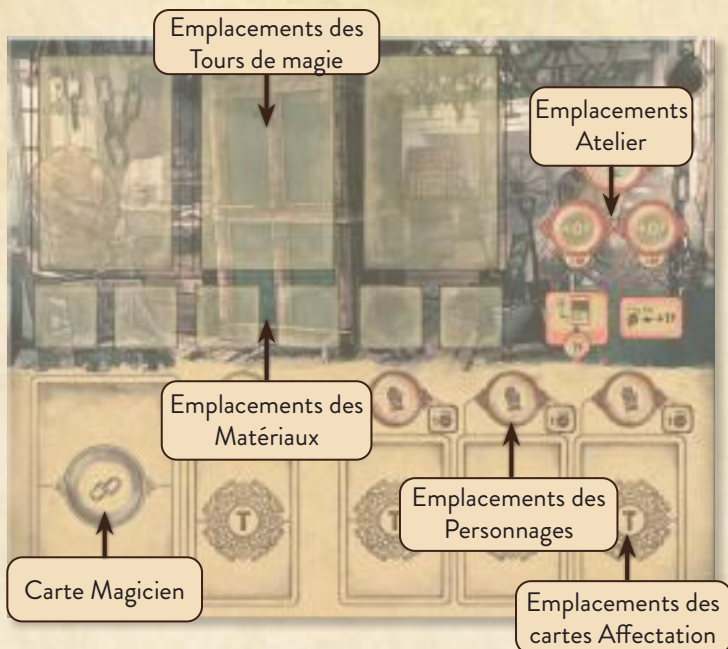 Emplacements des
Tours de magie
Emplacements
Atelier
Emplacements des
Matériaux
Emplacements des
Personnages
Carte Magicien
T
T
T
Emplacements des
cartes Affectation